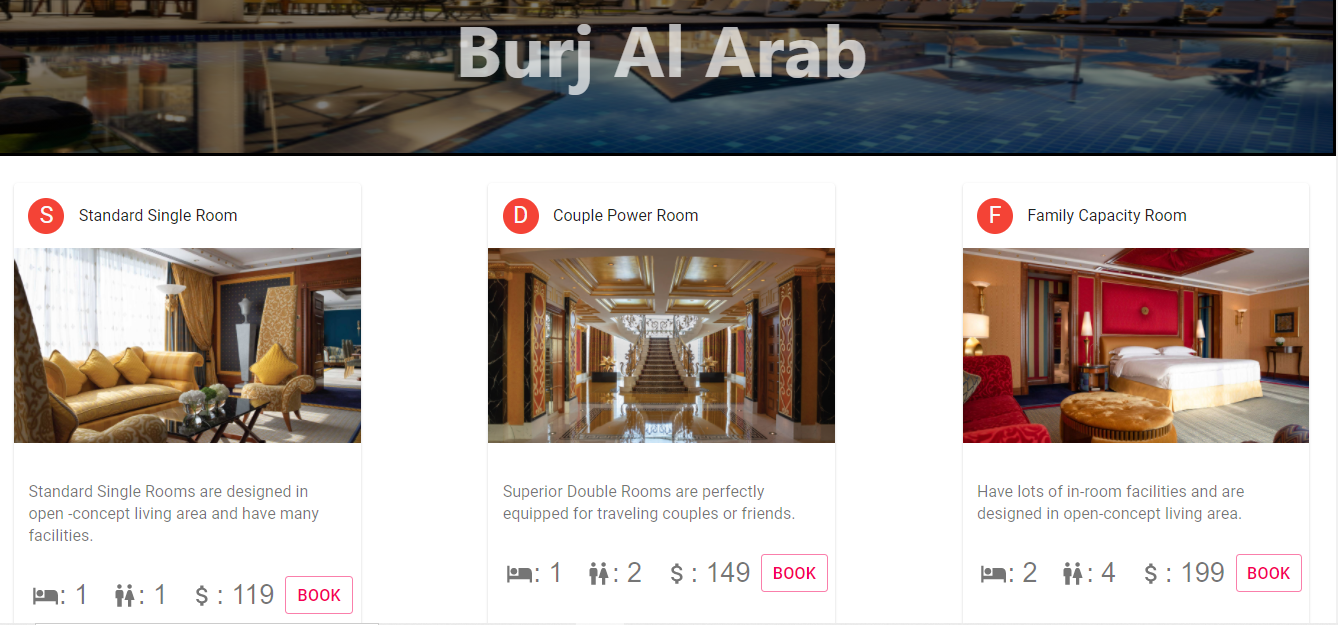 Burj Al Arab
S Standard Single Room
Standard Single Rooms are designed in
open -concept living area and have many
facilities.
: 1 : 1 $ : 119 BOOK
D Couple Power Room
Superior Double Rooms are perfectly
equipped for traveling couples or friends.
: 1 : 2 $ : 149 BOOK
F Family Capacity Room
Have lots of in-room facilities and are
designed in open-concept living area.
: 2 : 4 $ : 199 BOOK